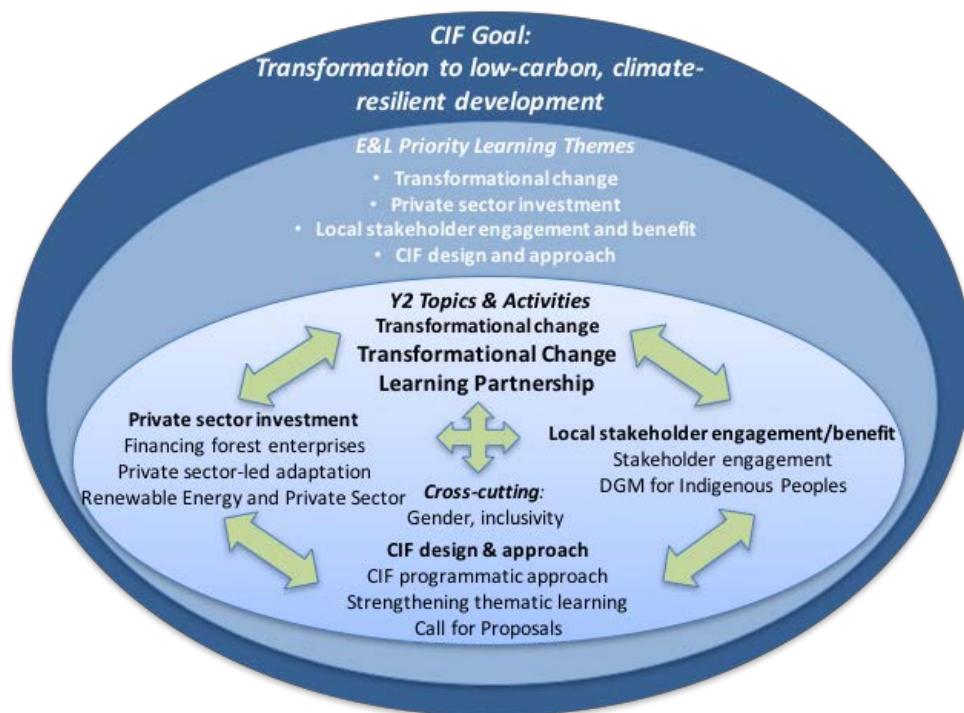 CIF Goal:
Transformation to low-carbon, climate-
resilient development
E&L Priority Learning Themes
• Transformational change
• Private sector investment
• Local stakeholder engagement and benefit
• CIF design and approach
Y2 Topics & Activities
Transformational change
Transformational Change
Learning Partnership
Private sector investment
Financing forest enterprises
Private sector-led adaptation
Renewable Energy and Private Sector
Local stakeholder engagement/benefit
Stakeholder engagement
DGM for Indigenous Peoples
Cross-cutting:
Gender, inclusivity
CIF design & approach
CIF programmatic approach
Strengthening thematic learning
Call for Proposals